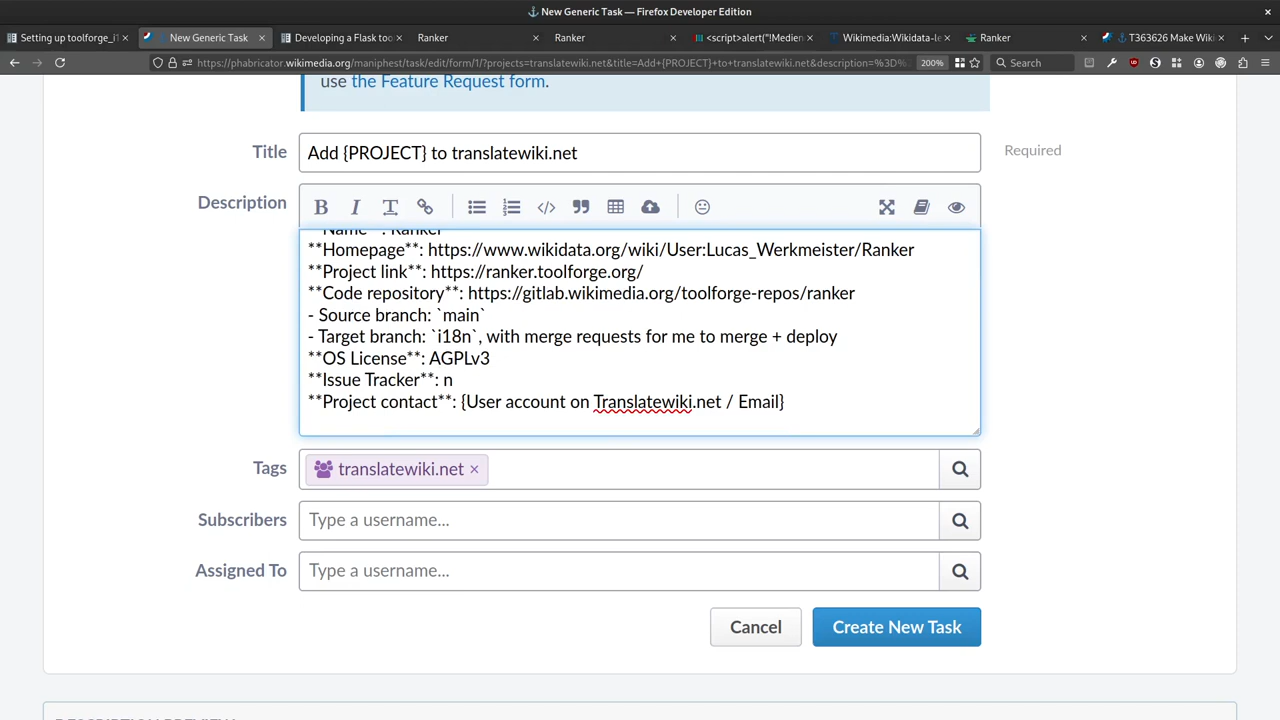 New Generic Task — Firefox Developer Edition
Setting up toolforge_i1
New Generic Task
Developing a Flask too
Ranker
Ranker
<script>alert("!Medien
Wikimedia:Wikidata-le
Ranker
T363626 Make Wiki
https://phabricator.wikimedia.org/maniphest/task/edit/form/1/?projects=translatewiki.net&title=Add+{PROJECT}+to+translatewiki.net&description=%3D%
200%
Search
use the Feature Request form.
Title
Add {PROJECT} to translatewiki.net
Required
Description
**Name**: Ranker
**Homepage**: https://www.wikidata.org/wiki/User:Lucas_Werkmeister/Ranker
**Project link**: https://ranker.toolforge.org/
**Code repository**: https://gitlab.wikimedia.org/toolforge-repos/ranker
- Source branch: `main`
- Target branch: `i18n`, with merge requests for me to merge + deploy
**OS License**: AGPLv3
**Issue Tracker**: n
**Project contact**: {User account on Translatewiki.net / Email}
Tags
translatewiki.net ×
Subscribers
Type a username...
Assigned To
Type a username...
Cancel
Create New Task